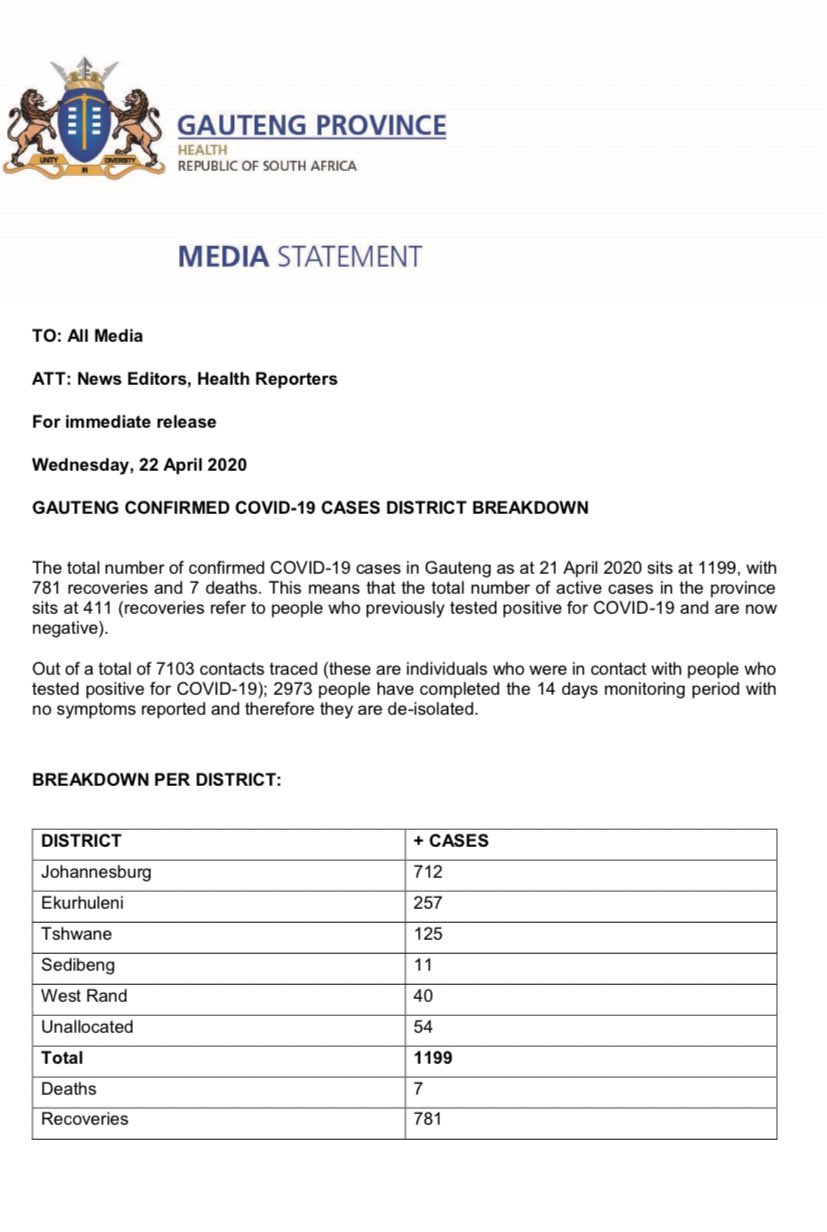 UNITY
IN
DIVERSITY
GAUTENG PROVINCE
HEALTH
REPUBLIC OF SOUTH AFRICA
MEDIA STATEMENT
TO: All Media
ATT: News Editors, Health Reporters
For immediate release
Wednesday, 22 April 2020
GAUTENG CONFIRMED COVID-19 CASES DISTRICT BREAKDOWN
The total number of confirmed COVID-19 cases in Gauteng as at 21 April 2020 sits at 1199, with
781 recoveries and 7 deaths. This means that the total number of active cases in the province
sits at 411 (recoveries refer to people who previously tested positive for COVID-19 and are now
negative).
Out of a total of 7103 contacts traced (these are individuals who were in contact with people who
tested positive for COVID-19); 2973 people have completed the 14 days monitoring period with
no symptoms reported and therefore they are de-isolated.
BREAKDOWN PER DISTRICT:
DISTRICT + CASES
Johannesburg 712
Ekurhuleni 257
Tshwane 125
Sedibeng 11
West Rand 40
Unallocated 54
Total 1199
Deaths 7
Recoveries 781